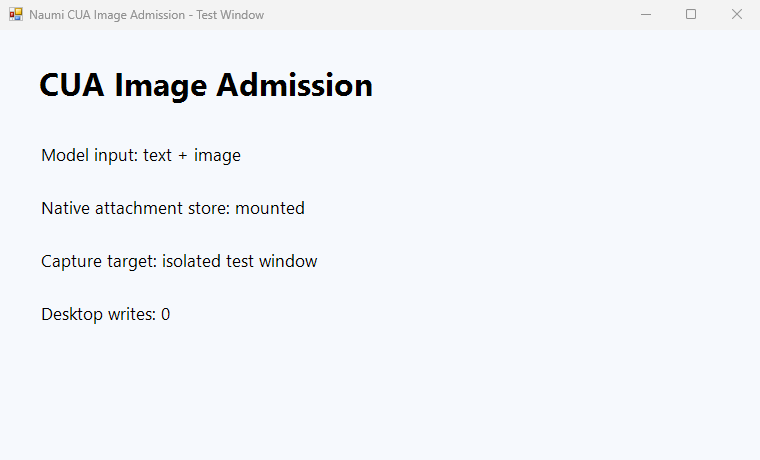 Naumi CUA Image Admission - Test Window
CUA Image Admission
Model input: text + image
Native attachment store: mounted
Capture target: isolated test window
Desktop writes: 0